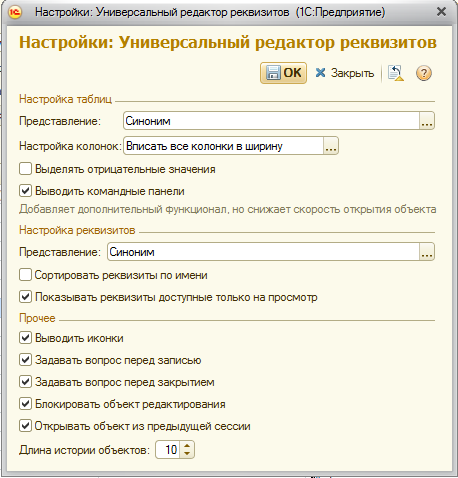 Настройки: Универсальный редактор реквизитов (1С:Предприятие)
Настройки: Универсальный редактор реквизитов
ОК Закрыть
Настройка таблиц
Представление: Синоним ...
Настройка колонок: Вписать все колонки в ширину ...
Выделять отрицательные значения
Выводить командные панели
Добавляет дополнительный функционал, но снижает скорость открытия объекта
Настройка реквизитов
Представление: Синоним ...
Сортировать реквизиты по имени
Показывать реквизиты доступные только на просмотр
Прочее
Выводить иконки
Задавать вопрос перед записью
Задавать вопрос перед закрытием
Блокировать объект редактирования
Открывать объект из предыдущей сессии
Длина истории объектов: 10